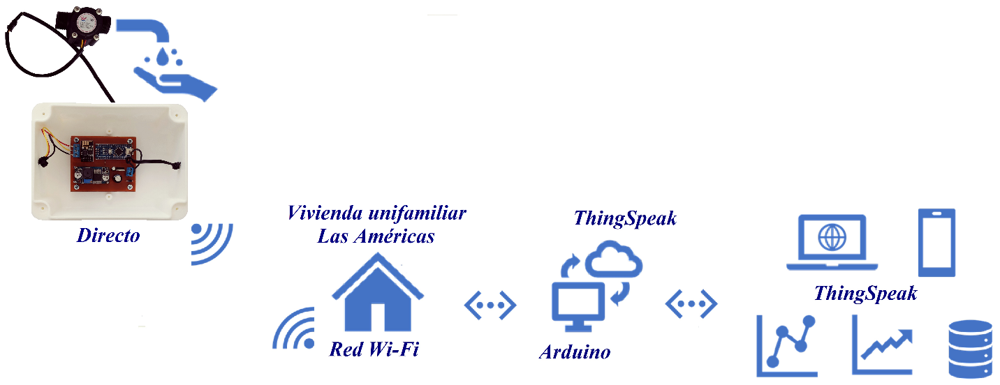 Directo
Vivienda unifamiliar
Las Américas
Red Wi-Fi
ThingSpeak
Arduino
ThingSpeak